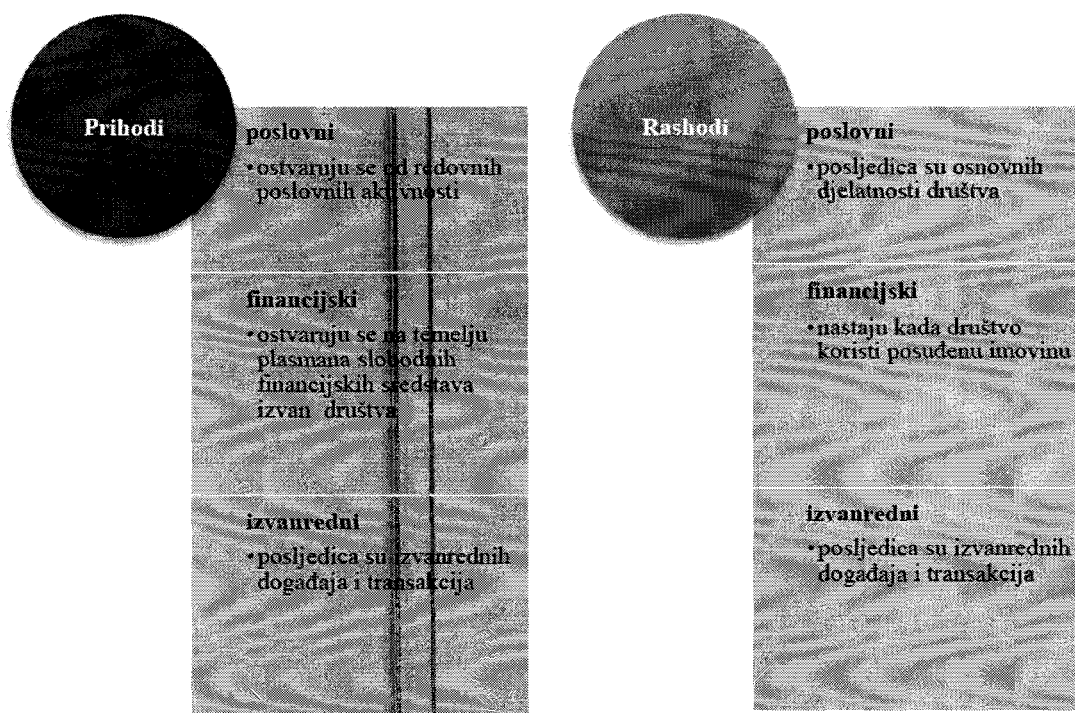 Prihodi
poslovni
•ostvaruju se od redovnih
poslovnih aktivnosti
financijski
•ostvaruju se na temelju
plasmana slobodnih
financijskih sredstava
izvan društva
izvanredni
•posljedica su izvanrednih
događaja i transakcija
Rashodi
poslovni
•posljedica su osnovnih
djelatnosti društva
financijski
•nastaju kada društvo
koristi posuđenu imovinu
izvanredni
•posljedica su izvanrednih
događaja i transakcija